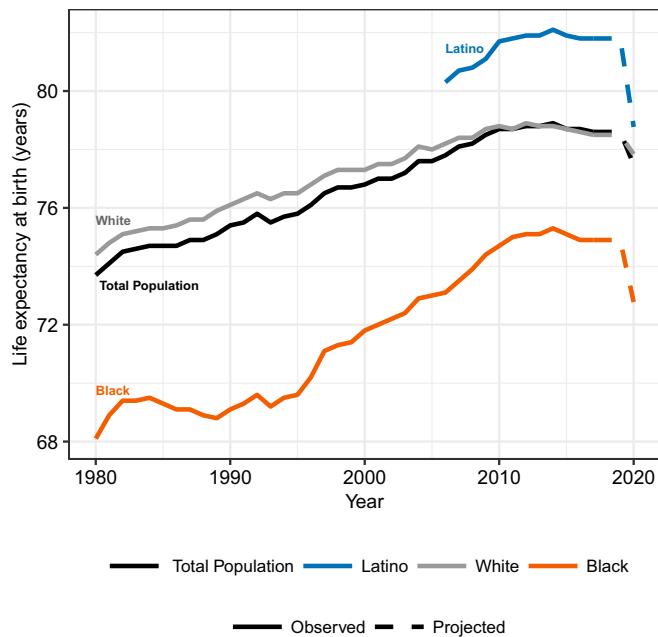 Life expectancy at birth (years)
80
76
72
68
Latino
White
Total Population
Black
1980 1990 2000 2010 2020
Year
Total Population Latino White Black
Observed Projected